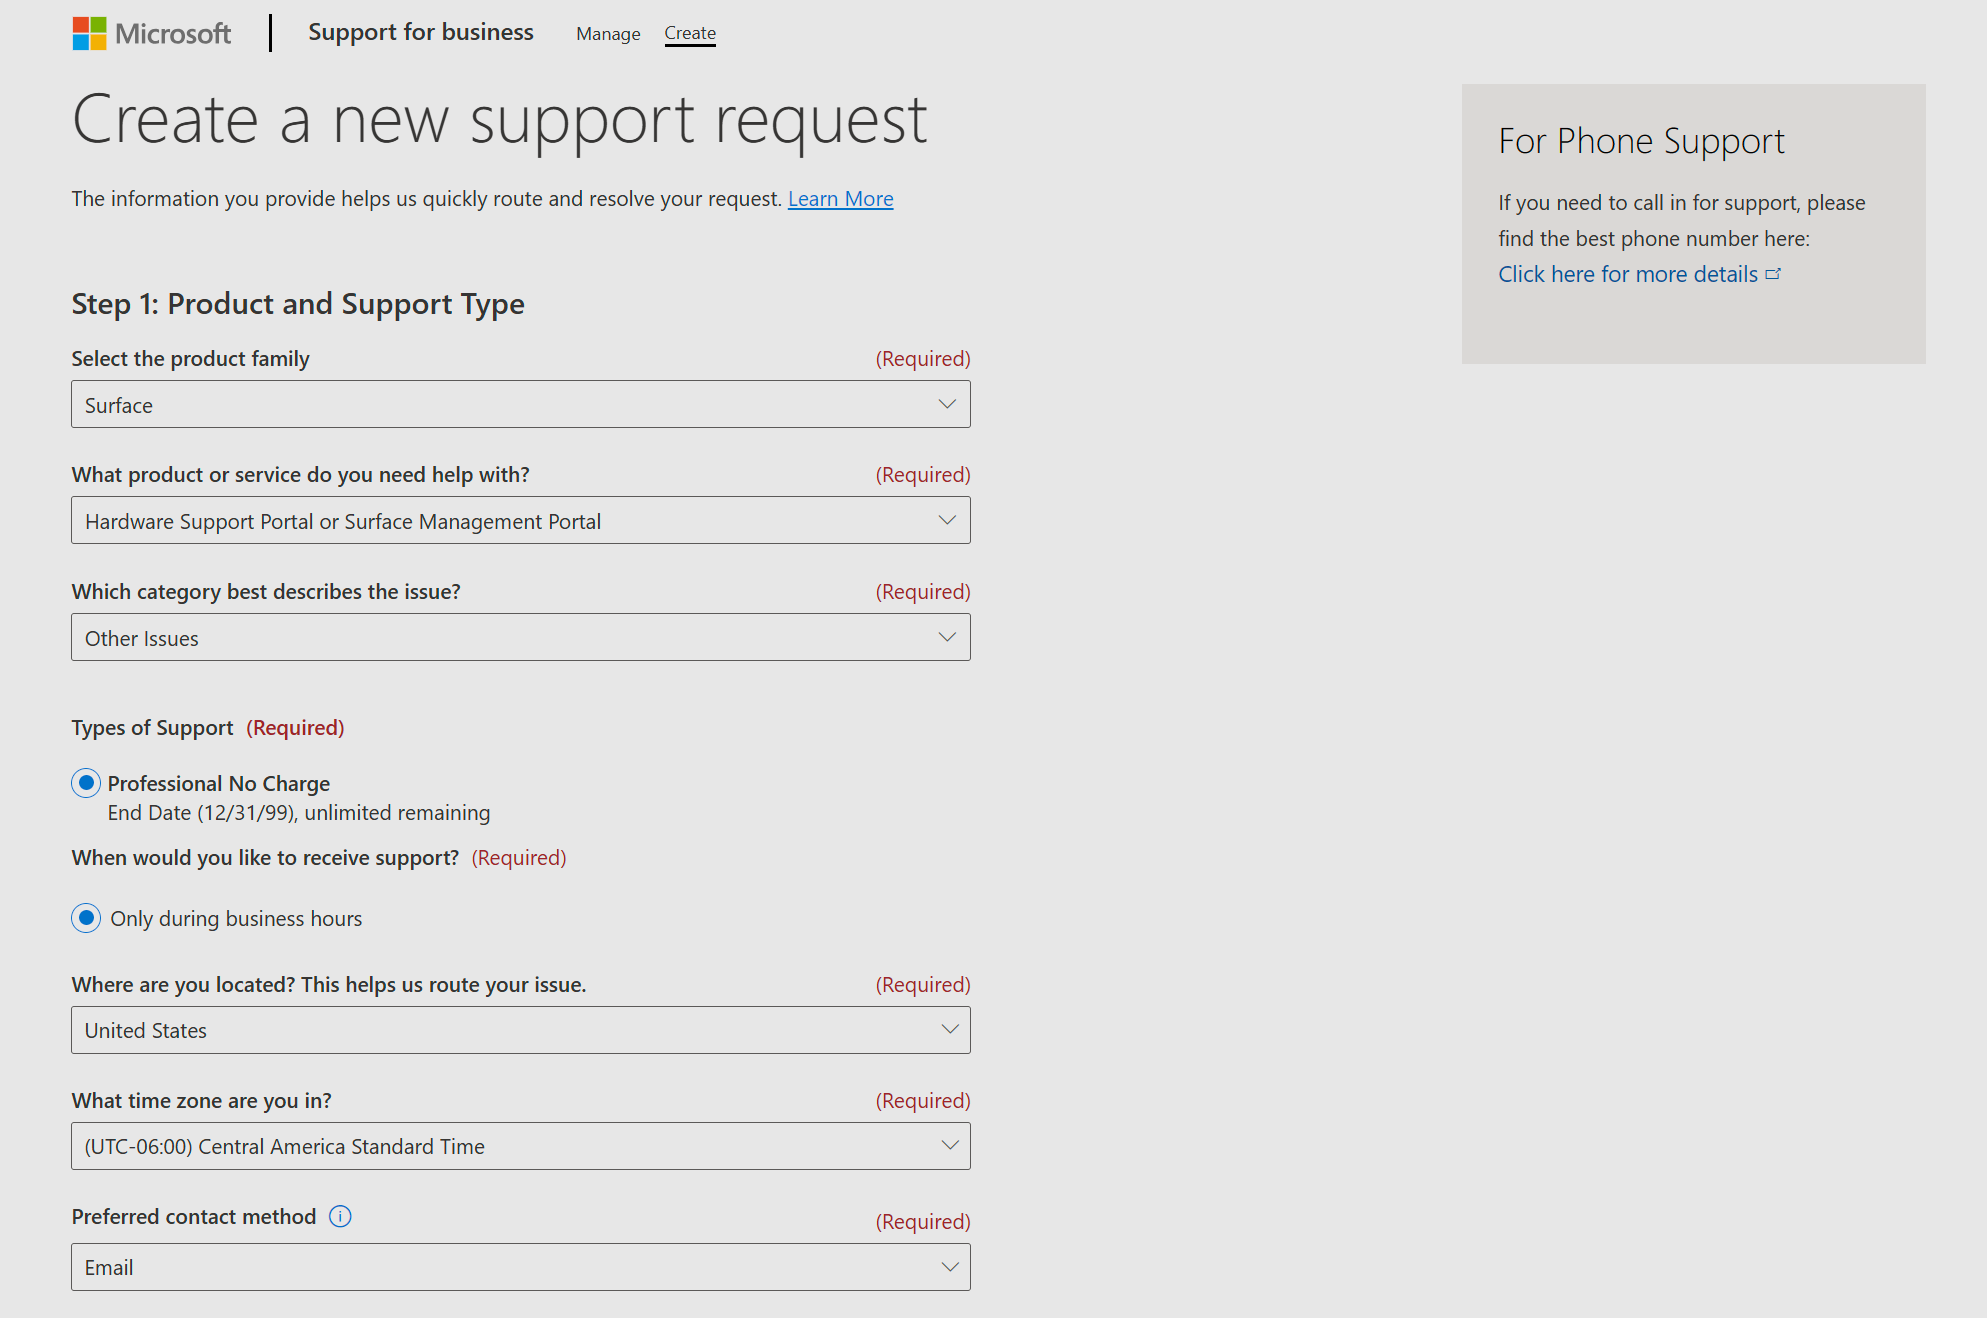 Microsoft
Support for business
Manage
Create
Create a new support request
The information you provide helps us quickly route and resolve your request. Learn More
For Phone Support
If you need to call in for support, please
find the best phone number here:
Click here for more details
Step 1: Product and Support Type
Select the product family (Required)
Surface
What product or service do you need help with? (Required)
Hardware Support Portal or Surface Management Portal
Which category best describes the issue? (Required)
Other Issues
Types of Support (Required)
Professional No Charge
End Date (12/31/99), unlimited remaining
When would you like to receive support? (Required)
Only during business hours
Where are you located? This helps us route your issue. (Required)
United States
What time zone are you in? (Required)
(UTC-06:00) Central America Standard Time
Preferred contact method (Required)
Email